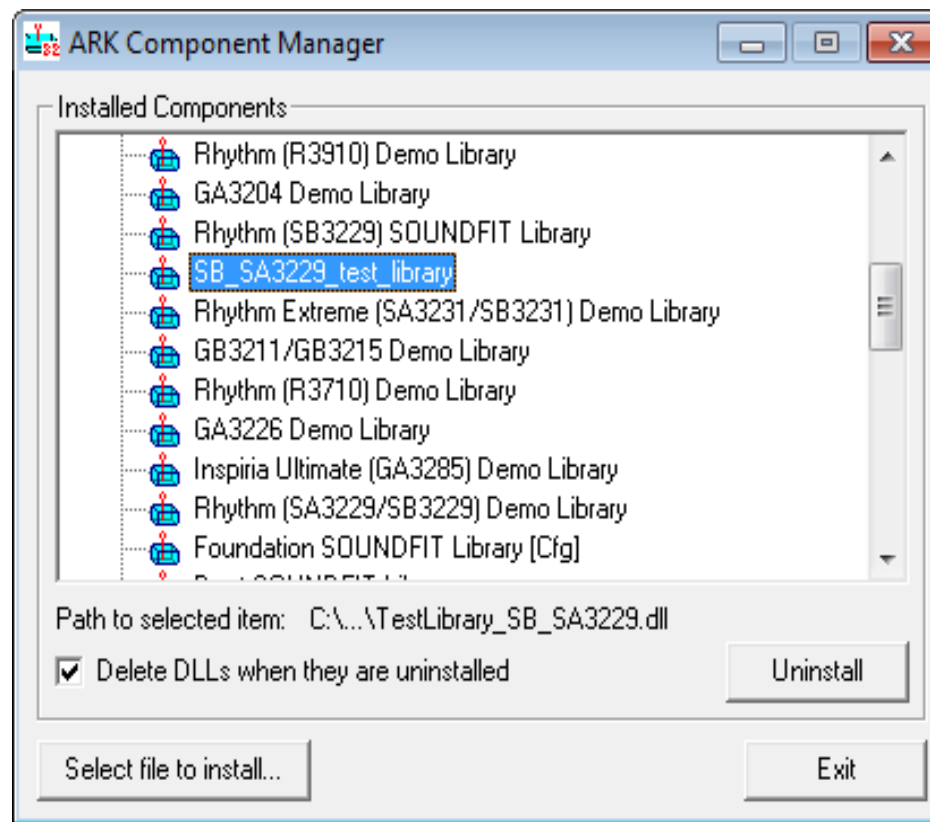 ARK Component Manager
Installed Components
Rhythm (R3910) Demo Library
GA3204 Demo Library
Rhythm (SB3229) SOUNDFIT Library
SB_SA3229_test_library
Rhythm Extreme (SA3231/SB3231) Demo Library
GB3211/GB3215 Demo Library
Rhythm (R3710) Demo Library
GA3226 Demo Library
Inspiria Ultimate (GA3285) Demo Library
Rhythm (SA3229/SB3229) Demo Library
Foundation SOUNDFIT Library [Cfg]
Path to selected item: C:\...\TestLibrary_SB_SA3229.dll
Delete DLLs when they are uninstalled
Uninstall
Select file to install...
Exit